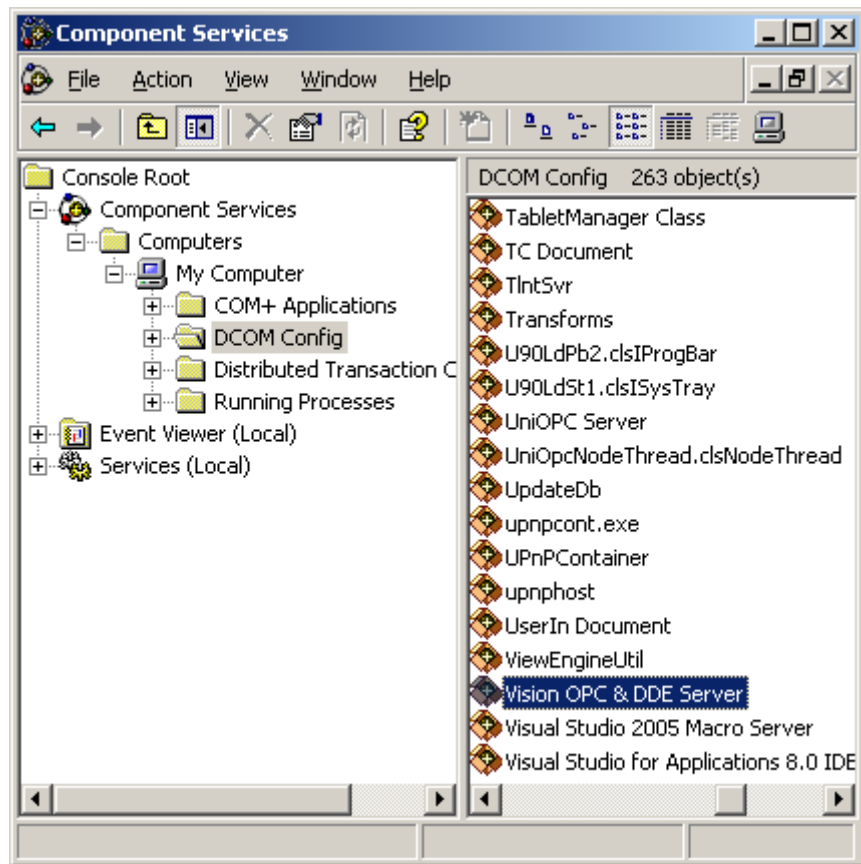 Component Services
File Action View Window Help
Console Root
Component Services
Computers
My Computer
COM+ Applications
DCOM Config
Distributed Transaction C
Running Processes
Event Viewer (Local)
Services (Local)
DCOM Config 263 object(s)
TabletManager Class
TC Document
TlntSvr
Transforms
U90LdPb2.clsIProgBar
U90LdSt1.clsISysTray
UniOPC Server
UniOpcNodeThread.clsNodeThread
UpdateDb
upnpcont.exe
UPnPContainer
upnphost
UserIn Document
ViewEngineUtil
Vision OPC & DDE Server
Visual Studio 2005 Macro Server
Visual Studio for Applications 8.0 IDE